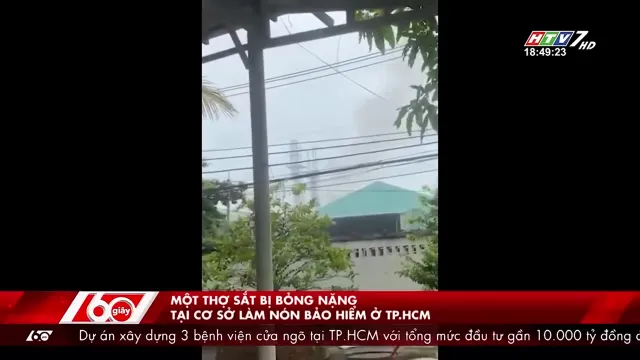 HTV7 HD
18:49:23
60 giây
MỘT THỢ SẮT BỊ BỎNG NẶNG
TẠI CƠ SỞ LÀM NÓN BẢO HIỂM Ở TP.HCM
60 Dự án xây dựng 3 bệnh viện cửa ngõ tại TP.HCM với tổng mức đầu tư gần 10.000 tỷ đồng